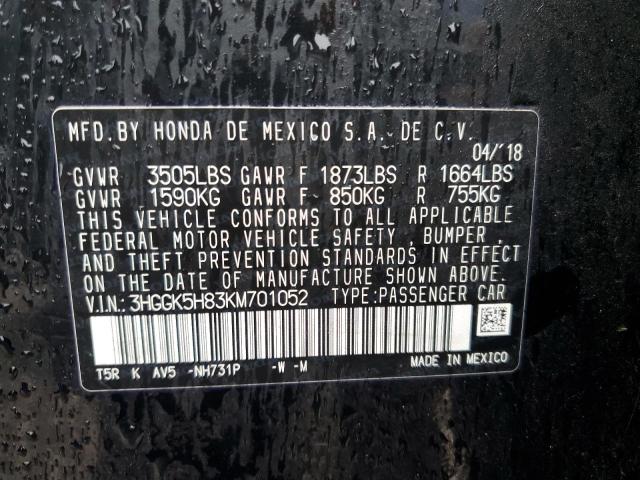 MFD. BY HONDA DE MEXICO S.A. DE C.V.
04/'18
GVWR 3505LBS GAWR F 1873LBS R 1664LBS
GVWR 1590KG GAWR F 850KG R 755KG
THIS VEHICLE CONFORMS TO ALL APPLICABLE
FEDERAL MOTOR VEHICLE SAFETY , BUMPER ,
AND THEFT PREVENTION STANDARDS IN EFFECT
ON THE DATE OF MANUFACTURE SHOWN ABOVE.
V.I.N.: 3HGGK5H83KM701052 TYPE:PASSENGER CAR
T5R K AV5 -NH731P -W -M MADE IN MEXICO